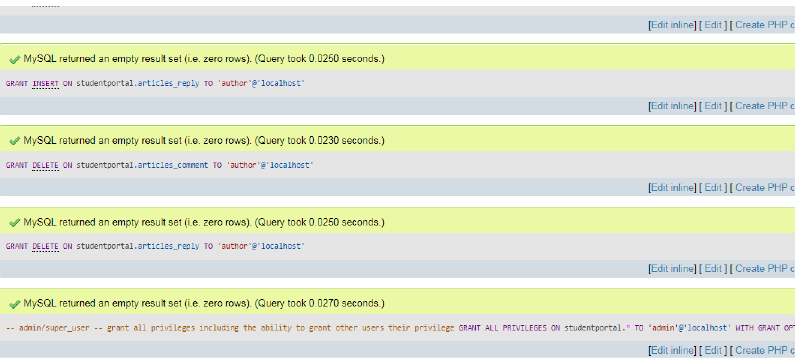 [Edit inline] [ Edit ] [ Create PHP c
MySQL returned an empty result set (i.e. zero rows). (Query took 0.0250 seconds.)
GRANT INSERT ON studentportal.articles_reply TO 'author'@'localhost'
[Edit inline] [ Edit ] [ Create PHP c
MySQL returned an empty result set (i.e. zero rows). (Query took 0.0230 seconds.)
GRANT DELETE ON studentportal.articles_comment TO 'author'@'localhost'
[Edit inline] [ Edit ] [ Create PHP c
MySQL returned an empty result set (i.e. zero rows). (Query took 0.0250 seconds.)
GRANT DELETE ON studentportal.articles_reply TO 'author'@'localhost'
[Edit inline] [ Edit ] [ Create PHP c
MySQL returned an empty result set (i.e. zero rows). (Query took 0.0270 seconds.)
-- admin/super_user -- grant all privileges including the ability to grant other users their privilege GRANT ALL PRIVILEGES ON studentportal.* TO 'admin'@'localhost' WITH GRANT OPT
[Edit inline] [ Edit ] [ Create PHP c